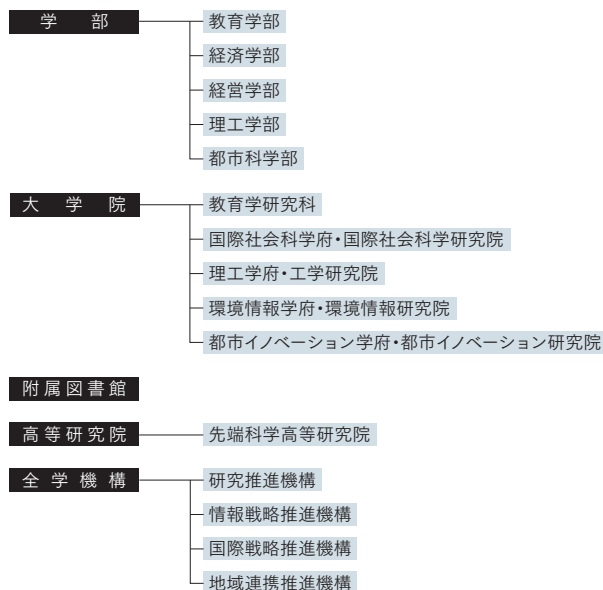 学部
教育学部
経済学部
経営学部
理工学部
都市科学部
大学院
教育学研究科
国際社会科学府・国際社会科学研究院
理工学府・工学研究院
環境情報学府・環境情報研究院
都市イノベーション学府・都市イノベーション研究院
附属図書館
高等研究院
先端科学高等研究院
全学機構
研究推進機構
情報戦略推進機構
国際戦略推進機構
地域連携推進機構